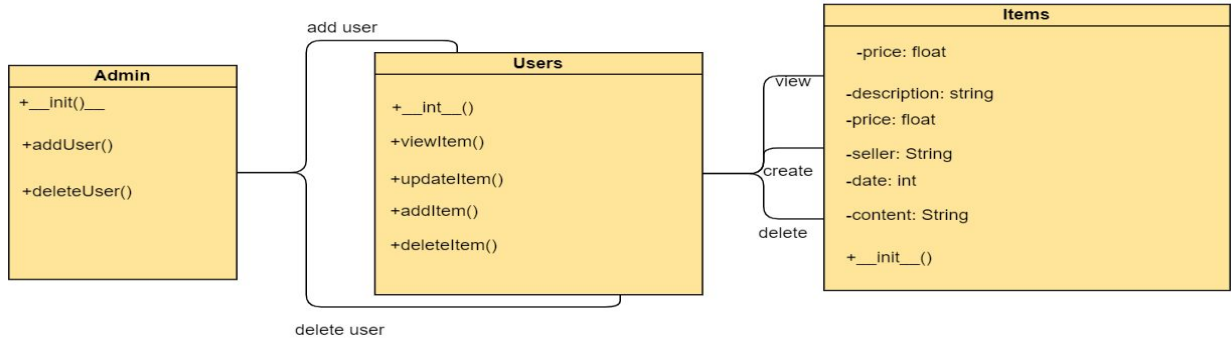 add user
Admin
+__init()__
+addUser()
+deleteUser()
delete user
Users
+__int__()
+viewItem()
+updateItem()
+addItem()
+deleteItem()
view
create
delete
Items
-price: float
-description: string
-price: float
-seller: String
-date: int
-content: String
+__init__()